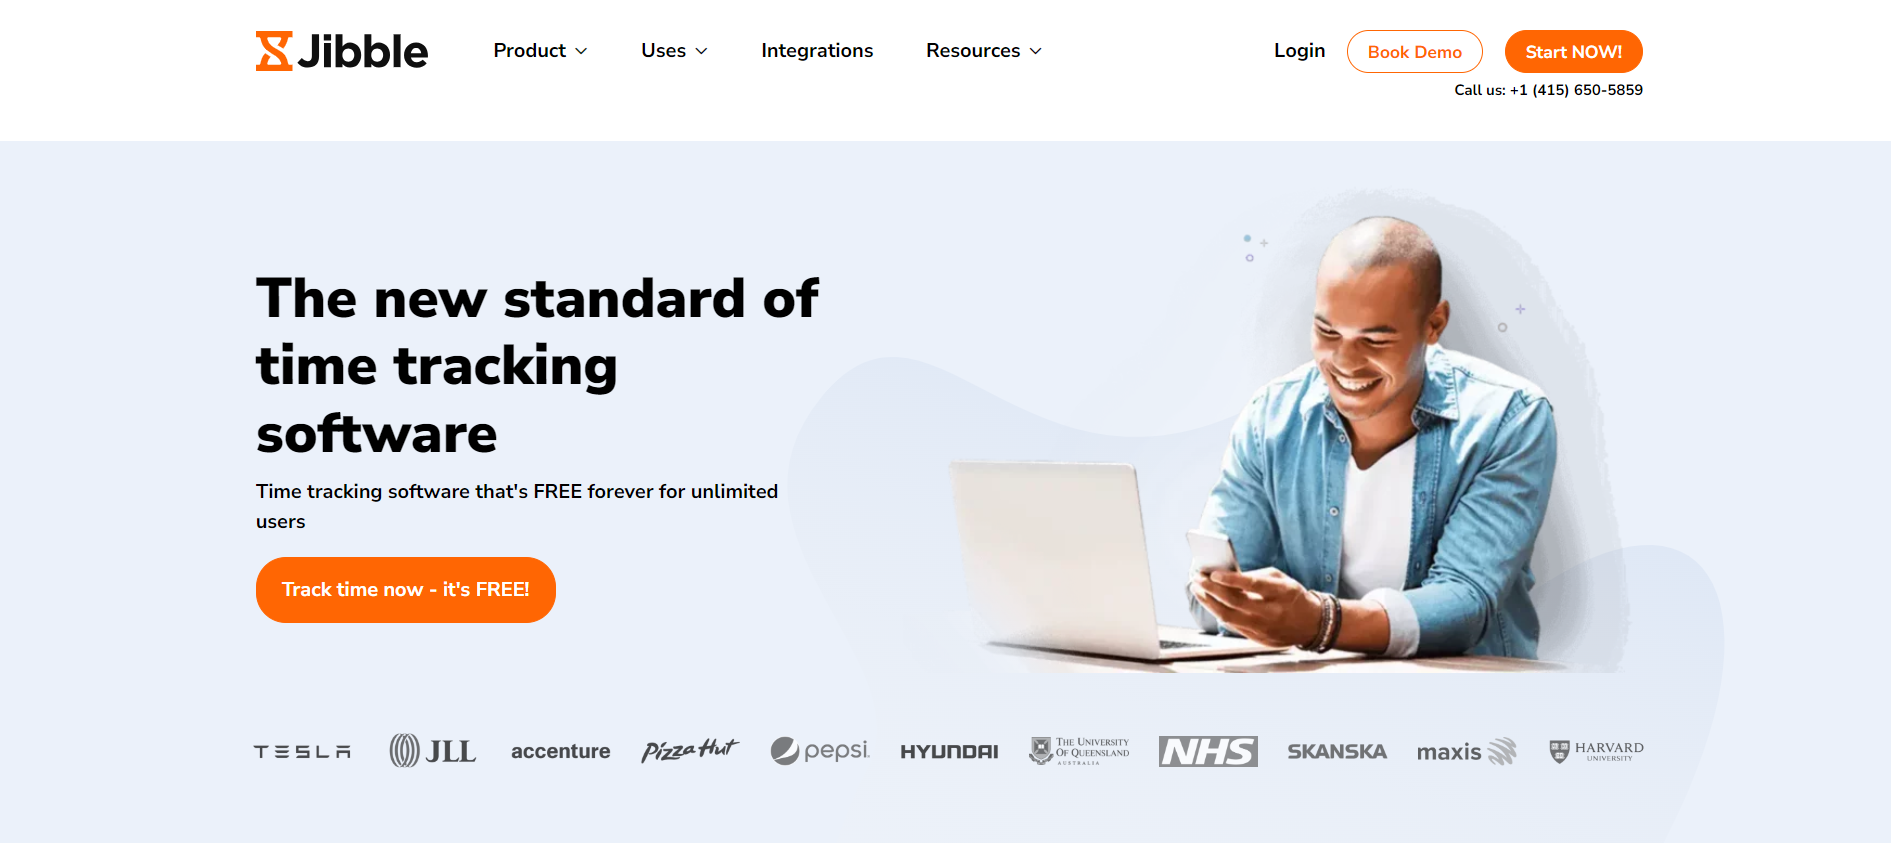 Jibble
Product
Uses
Integrations
Resources
Login
Book Demo
Start NOW!
Call us: +1 (415) 650-5859
The new standard of
time tracking
software
Time tracking software that's FREE forever for unlimited
users
Track time now - it's FREE!
TESLA
JLL
accenture
Pizza Hut
pepsi.
HYUNDAI
THE UNIVERSITY
OF QUEENSLAND
AUSTRALIA
NHS
SKANSKA
maxis
HARVARD
UNIVERSITY